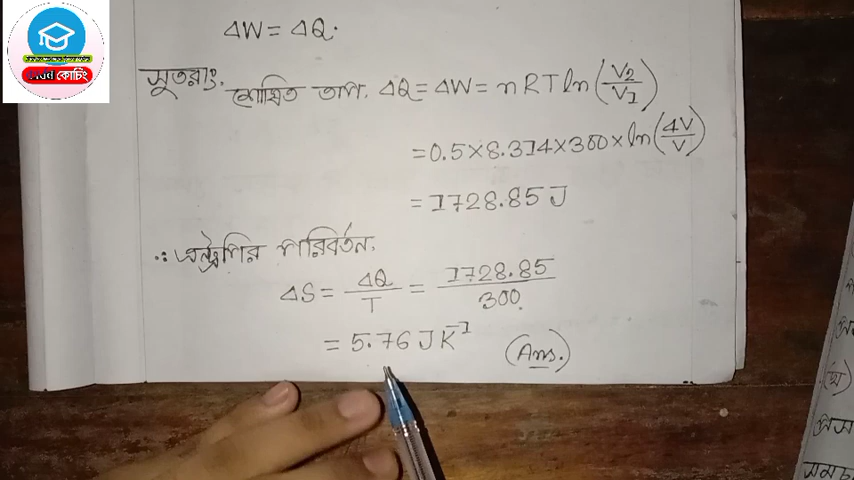 ΔW = ΔQ.
কোচিং
সুতরাং, শোষিত তাপ, ΔQ = ΔW = nRT ln(V₂/V₁)
= 0.5×8.314×300×ln(4V/V)
= 1728.85 J
∴ এন্ট্রপির পরিবর্তন,
ΔS = ΔQ/T = 1728.85/300
= 5.76 JK⁻¹ (Ans.)